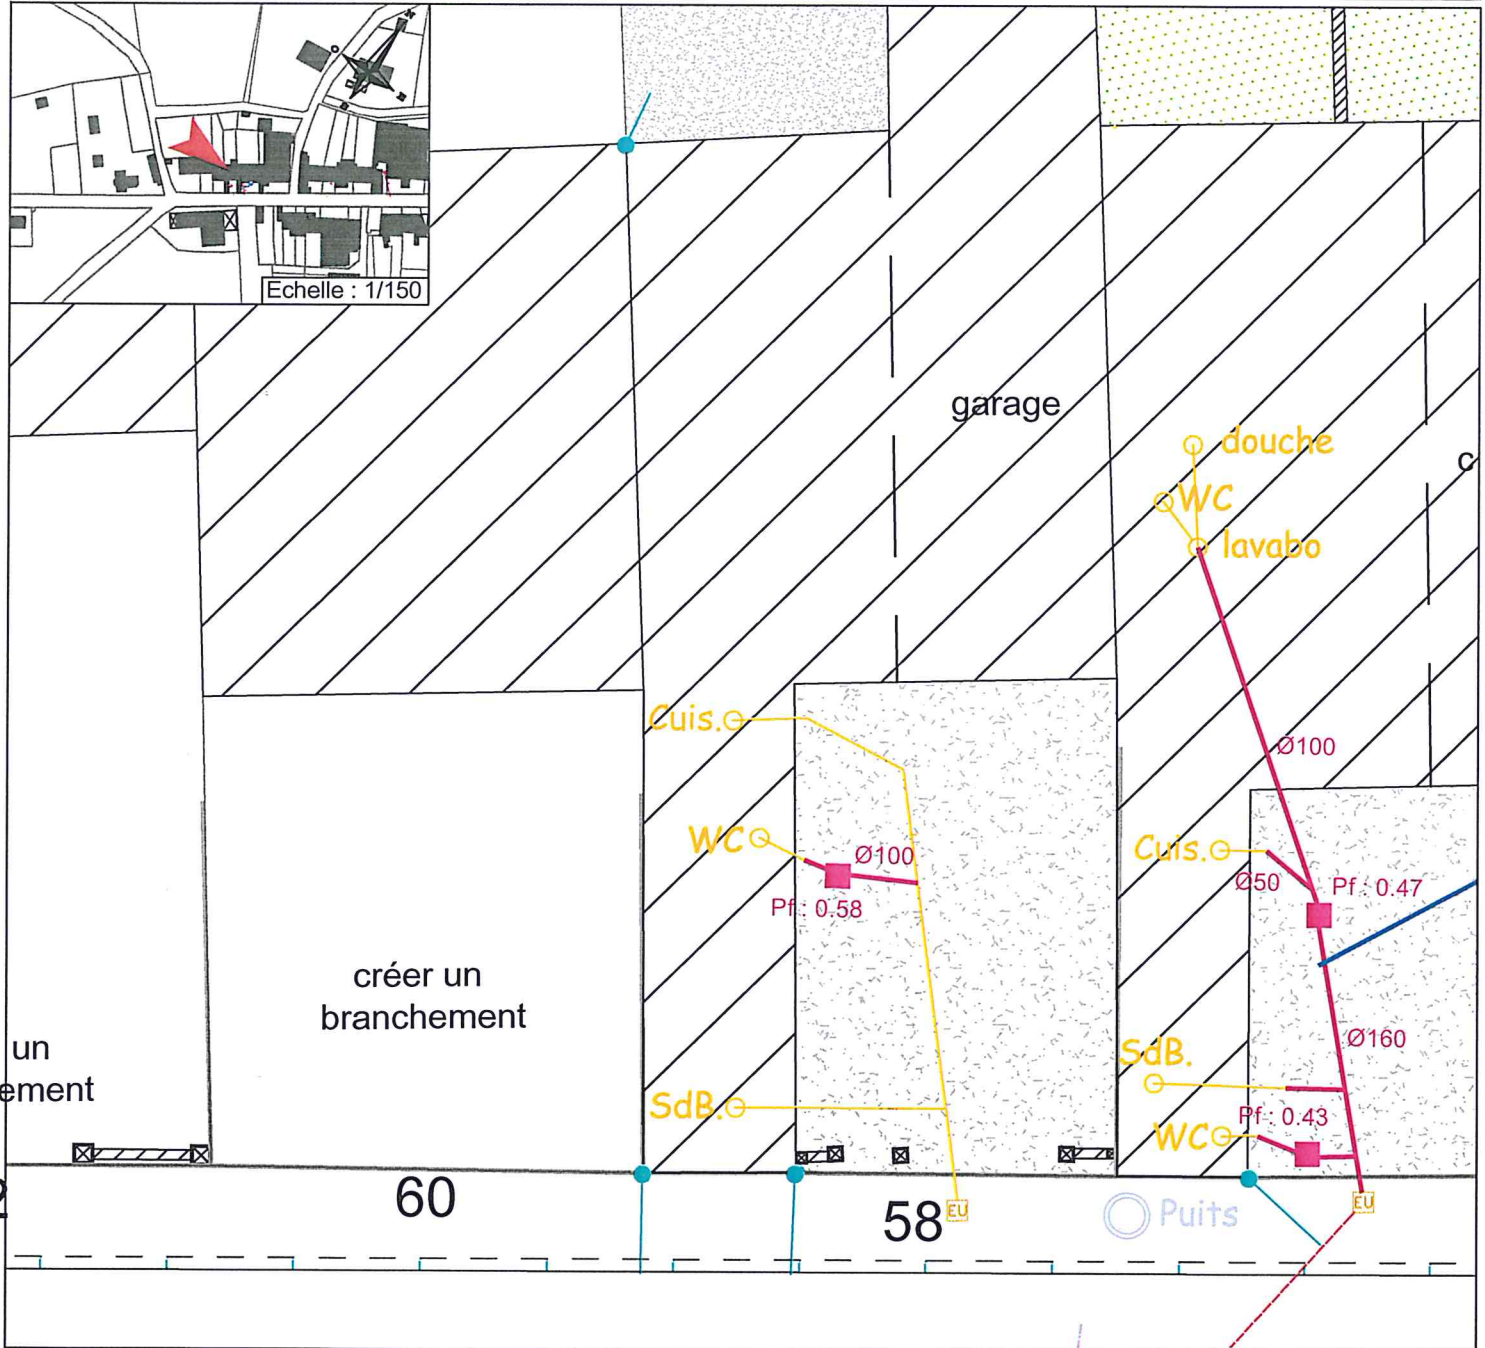 Echelle : 1/150
garage
douche
WC
lavabo
c
Ø100
Cuis.
WC
Ø100
Pf : 0.58
Cuis.
Ø50
Pf : 0.47
créer un
branchement
un
ement
Ø160
SdB.
SdB.
Pf : 0.43
WC
60
58
EU
Puits
EU